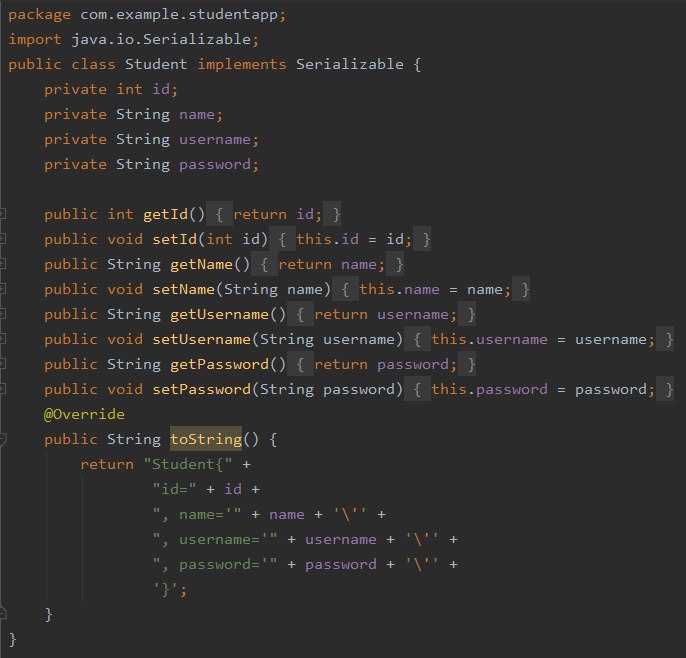 package com.example.studentapp;
import java.io.Serializable;
public class Student implements Serializable {
    private int id;
    private String name;
    private String username;
    private String password;

    public int getId() { return id; }
    public void setId(int id) { this.id = id; }
    public String getName() { return name; }
    public void setName(String name) { this.name = name; }
    public String getUsername() { return username; }
    public void setUsername(String username) { this.username = username; }
    public String getPassword() { return password; }
    public void setPassword(String password) { this.password = password; }
    @Override
    public String toString() {
        return "Student{" +
                "id=" + id +
                ", name='" + name + '\'' +
                ", username='" + username + '\'' +
                ", password='" + password + '\'' +
                '}';
    }
}